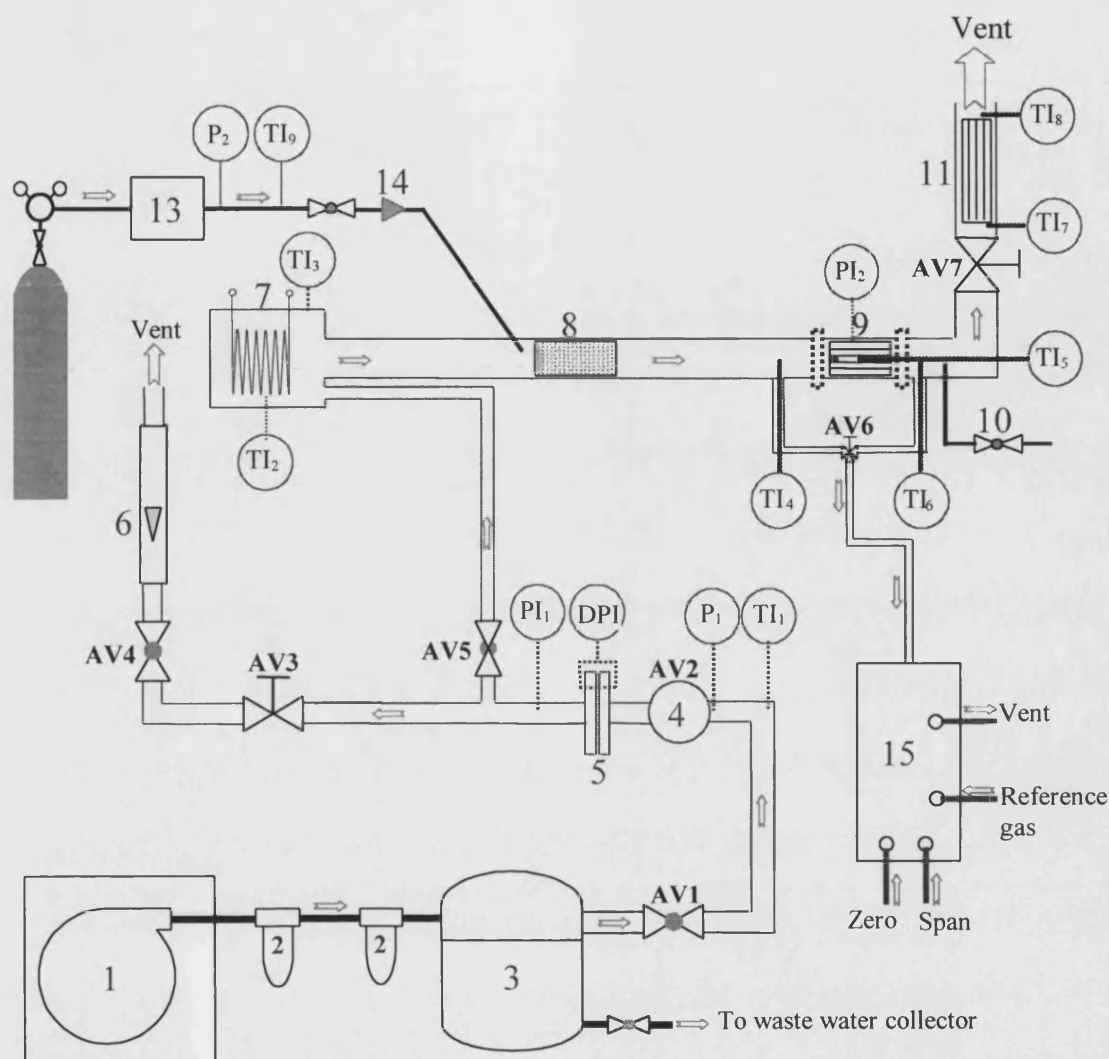 Vent
TI₈
P₂
TI₉
14
11
13
TI₇
TI₃
PI₂
AV7
7
Vent
8
9
TI₅
AV6
10
TI₂
TI₄
TI₆
6
PI₁
DPI
P₁
TI₁
AV4
AV3
AV5
AV2
4
5
15
Vent
Reference
gas
AV1
Zero
Span
1
2
2
3
To waste water collector